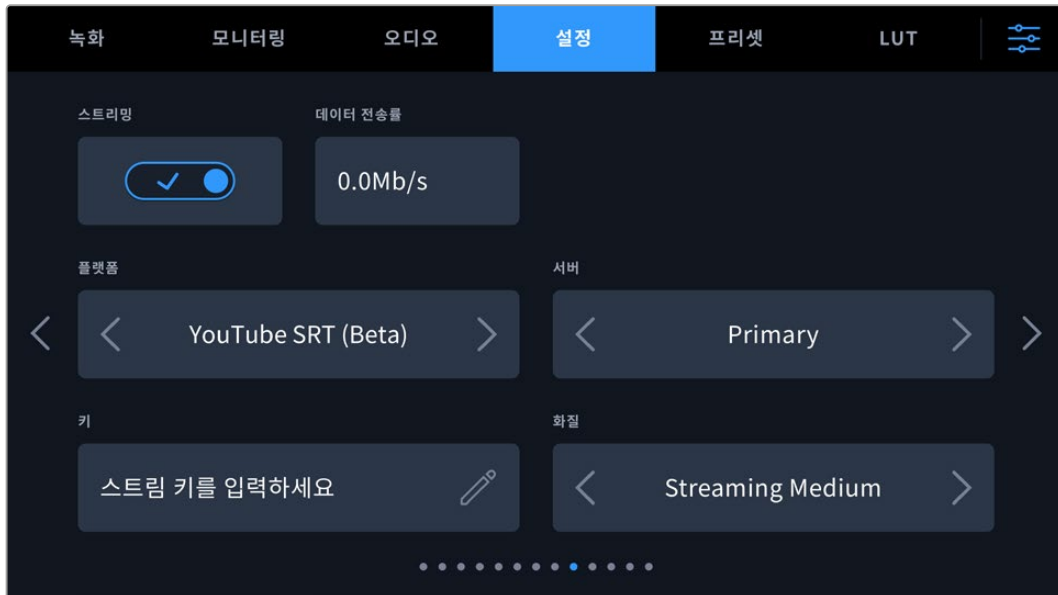 녹화 모니터링 오디오 설정 프리셋 LUT
스트리밍 데이터 전송률
0.0Mb/s
플랫폼 서버
YouTube SRT (Beta) Primary
키 화질
스트림 키를 입력하세요 Streaming Medium